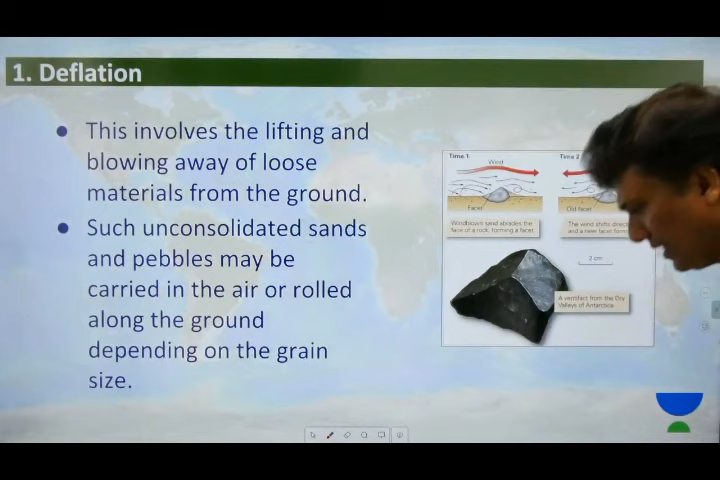 1. Deflation
• This involves the lifting and
blowing away of loose
materials from the ground.
• Such unconsolidated sands
and pebbles may be
carried in the air or rolled
along the ground
depending on the grain
size.
Time 1
Wind
Facet
Windblown sand abrades the
face of a rock, forming a facet.
Time 2
Old facet
The wind shifts
and a new facet
2 cm
A ventifact from the Dry
Valleys of Antarctica